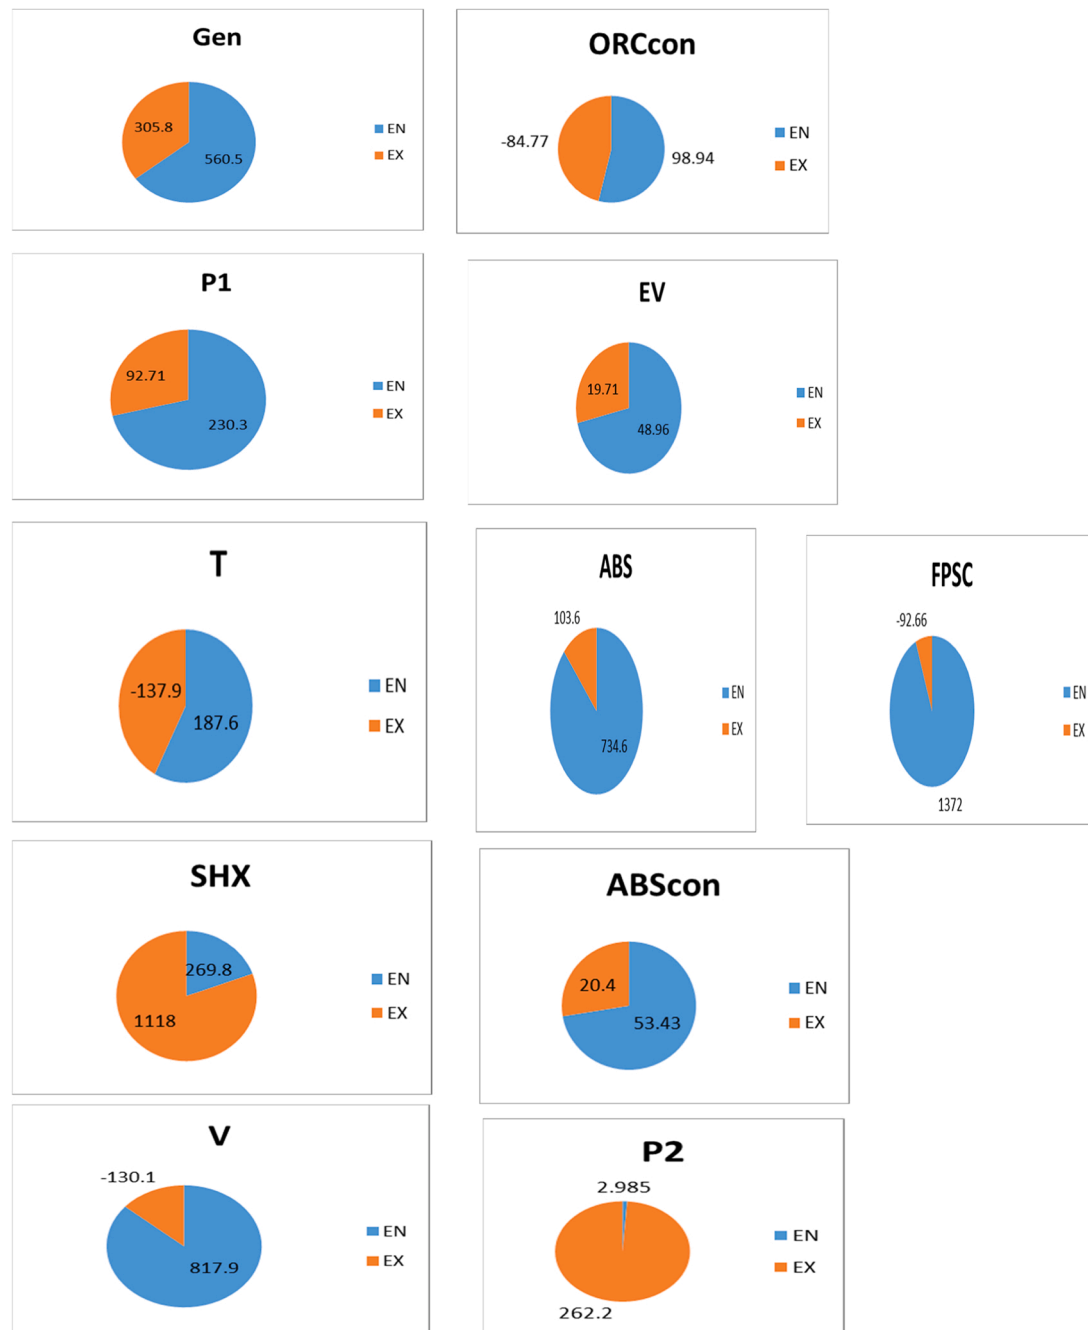 Gen
305.8
560.5
EN
EX
ORCcon
-84.77
98.94
EN
EX
P1
92.71
230.3
EN
EX
EV
19.71
48.96
EN
EX
T
-137.9
187.6
EN
EX
ABS
103.6
734.6
EN
EX
FPSC
-92.66
1372
EN
EX
SHX
269.8
1118
EN
EX
ABScon
20.4
53.43
EN
EX
V
-130.1
817.9
EN
EX
P2
2.985
262.2
EN
EX